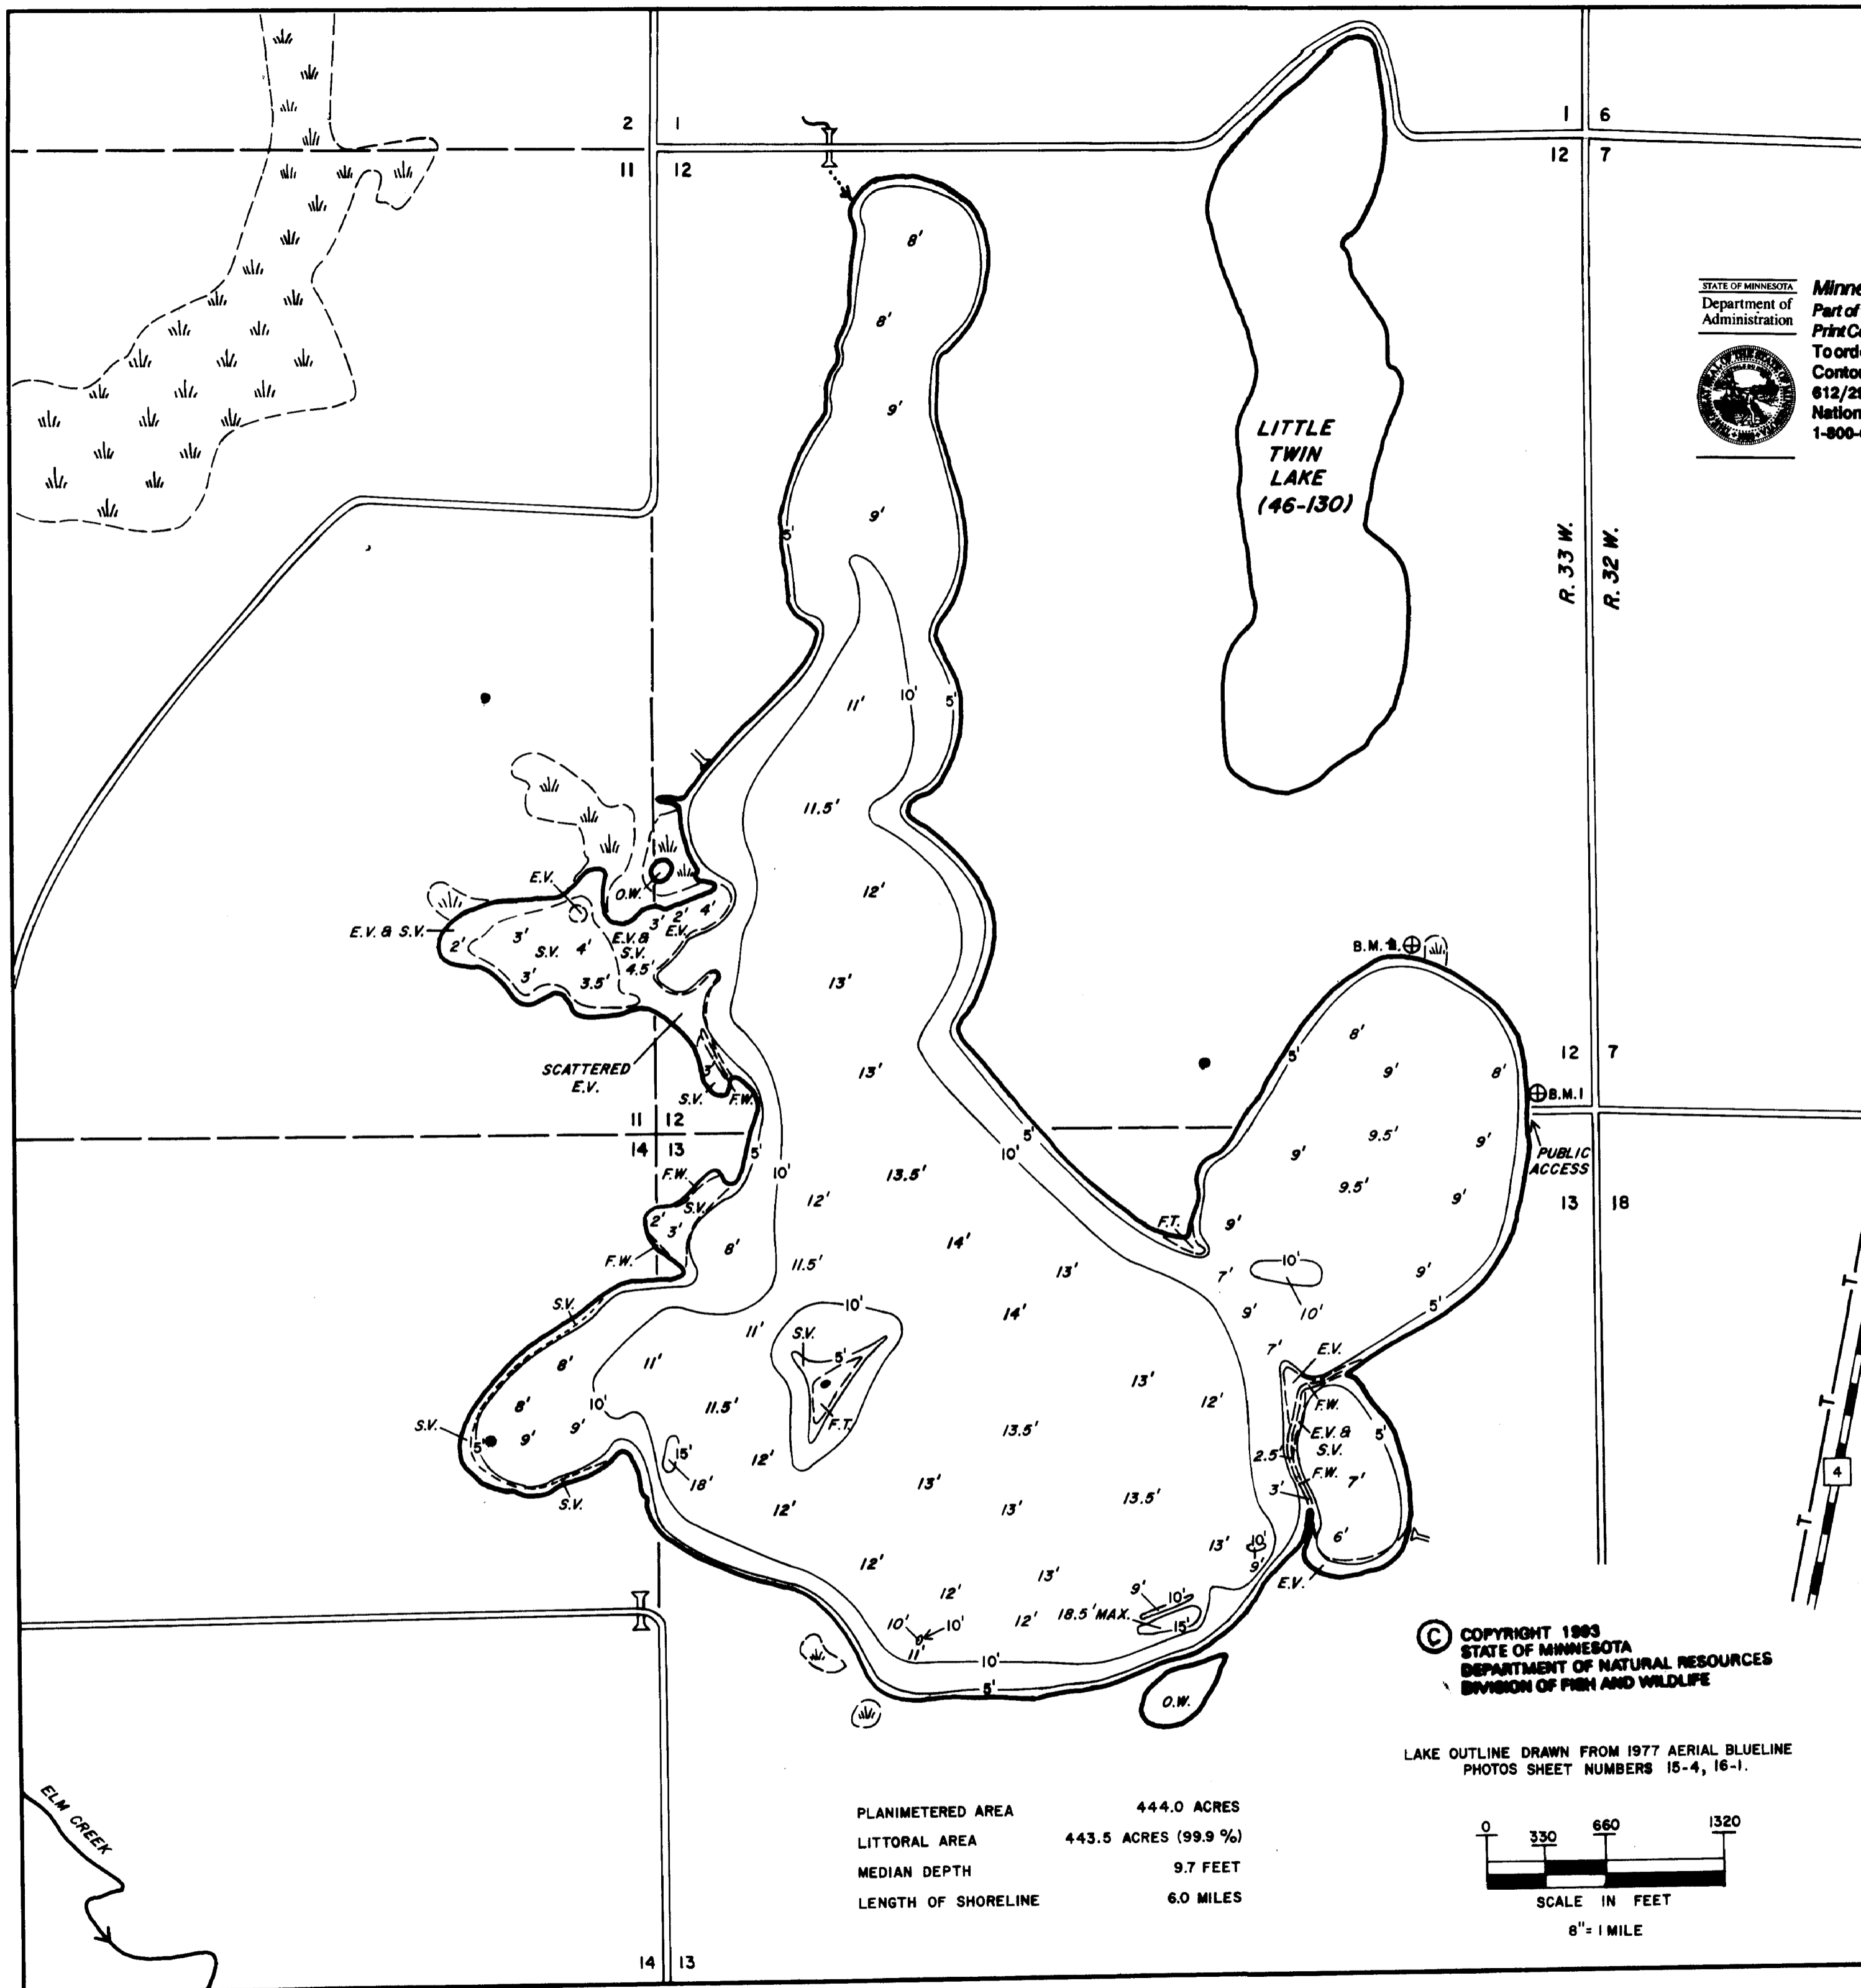 2 1
1 6
11 12
12 7
8'
STATE OF MINNESOTA
Department of
Administration
Part of
612/29
1-800-
8'
9'
LITTLE
TWIN
LAKE
(46-130)
9'
5'
R. 33 W.
R. 32 W.
11'
10'
5'
11.5'
E.V.
O.W.
12'
E.V. & S.V.
2'
3'
S.V.
4'
E.V. &
S.V.
4.5'
3'
2'
E.V.
4'
3'
3.5'
13'
B.M.
SCATTERED
E.V.
3'
S.V.
F.W.
13'
5'
8'
9'
8'
12 7
B.M. 1
11 12
14 13
5'
10'
5'
10'
9'
9.5'
9'
PUBLIC
ACCESS
F.W.
S.V.
2'
3'
F.W.
12'
13.5'
9.5'
9'
13 18
F.T.
9'
8'
11.5'
14'
13'
7'
10'
10'
9'
5'
T
S.V.
10'
11'
14'
9'
S.V.
5'
F.T.
7'
E.V.
F.W.
8'
11'
13'
12'
T
8'
10'
11.5'
S.V.
5'
9'
9'
13.5'
E.V. &
S.V.
5'
2.5'
F.W.
7'
4
15'
18'
12'
13'
3'
S.V.
12'
13'
13.5'
T
13'
10'
9'
6'
E.V.
12'
12'
13'
9'
10'
18.5' MAX.
15'
10'
10'
11'
12'
10'
5'
O.W.
© COPYRIGHT 1993
STATE OF MINNESOTA
DEPARTMENT OF NATURAL RESOURCES
DIVISION OF FISH AND WILDLIFE
LAKE OUTLINE DRAWN FROM 1977 AERIAL BLUELINE
PHOTOS SHEET NUMBERS 15-4, 16-1.
ELM CREEK
PLANIMETERED AREA 444.0 ACRES
LITTORAL AREA 443.5 ACRES (99.9 %)
MEDIAN DEPTH 9.7 FEET
LENGTH OF SHORELINE 6.0 MILES
0 330 660 1320
SCALE IN FEET
8" = 1 MILE
14 13